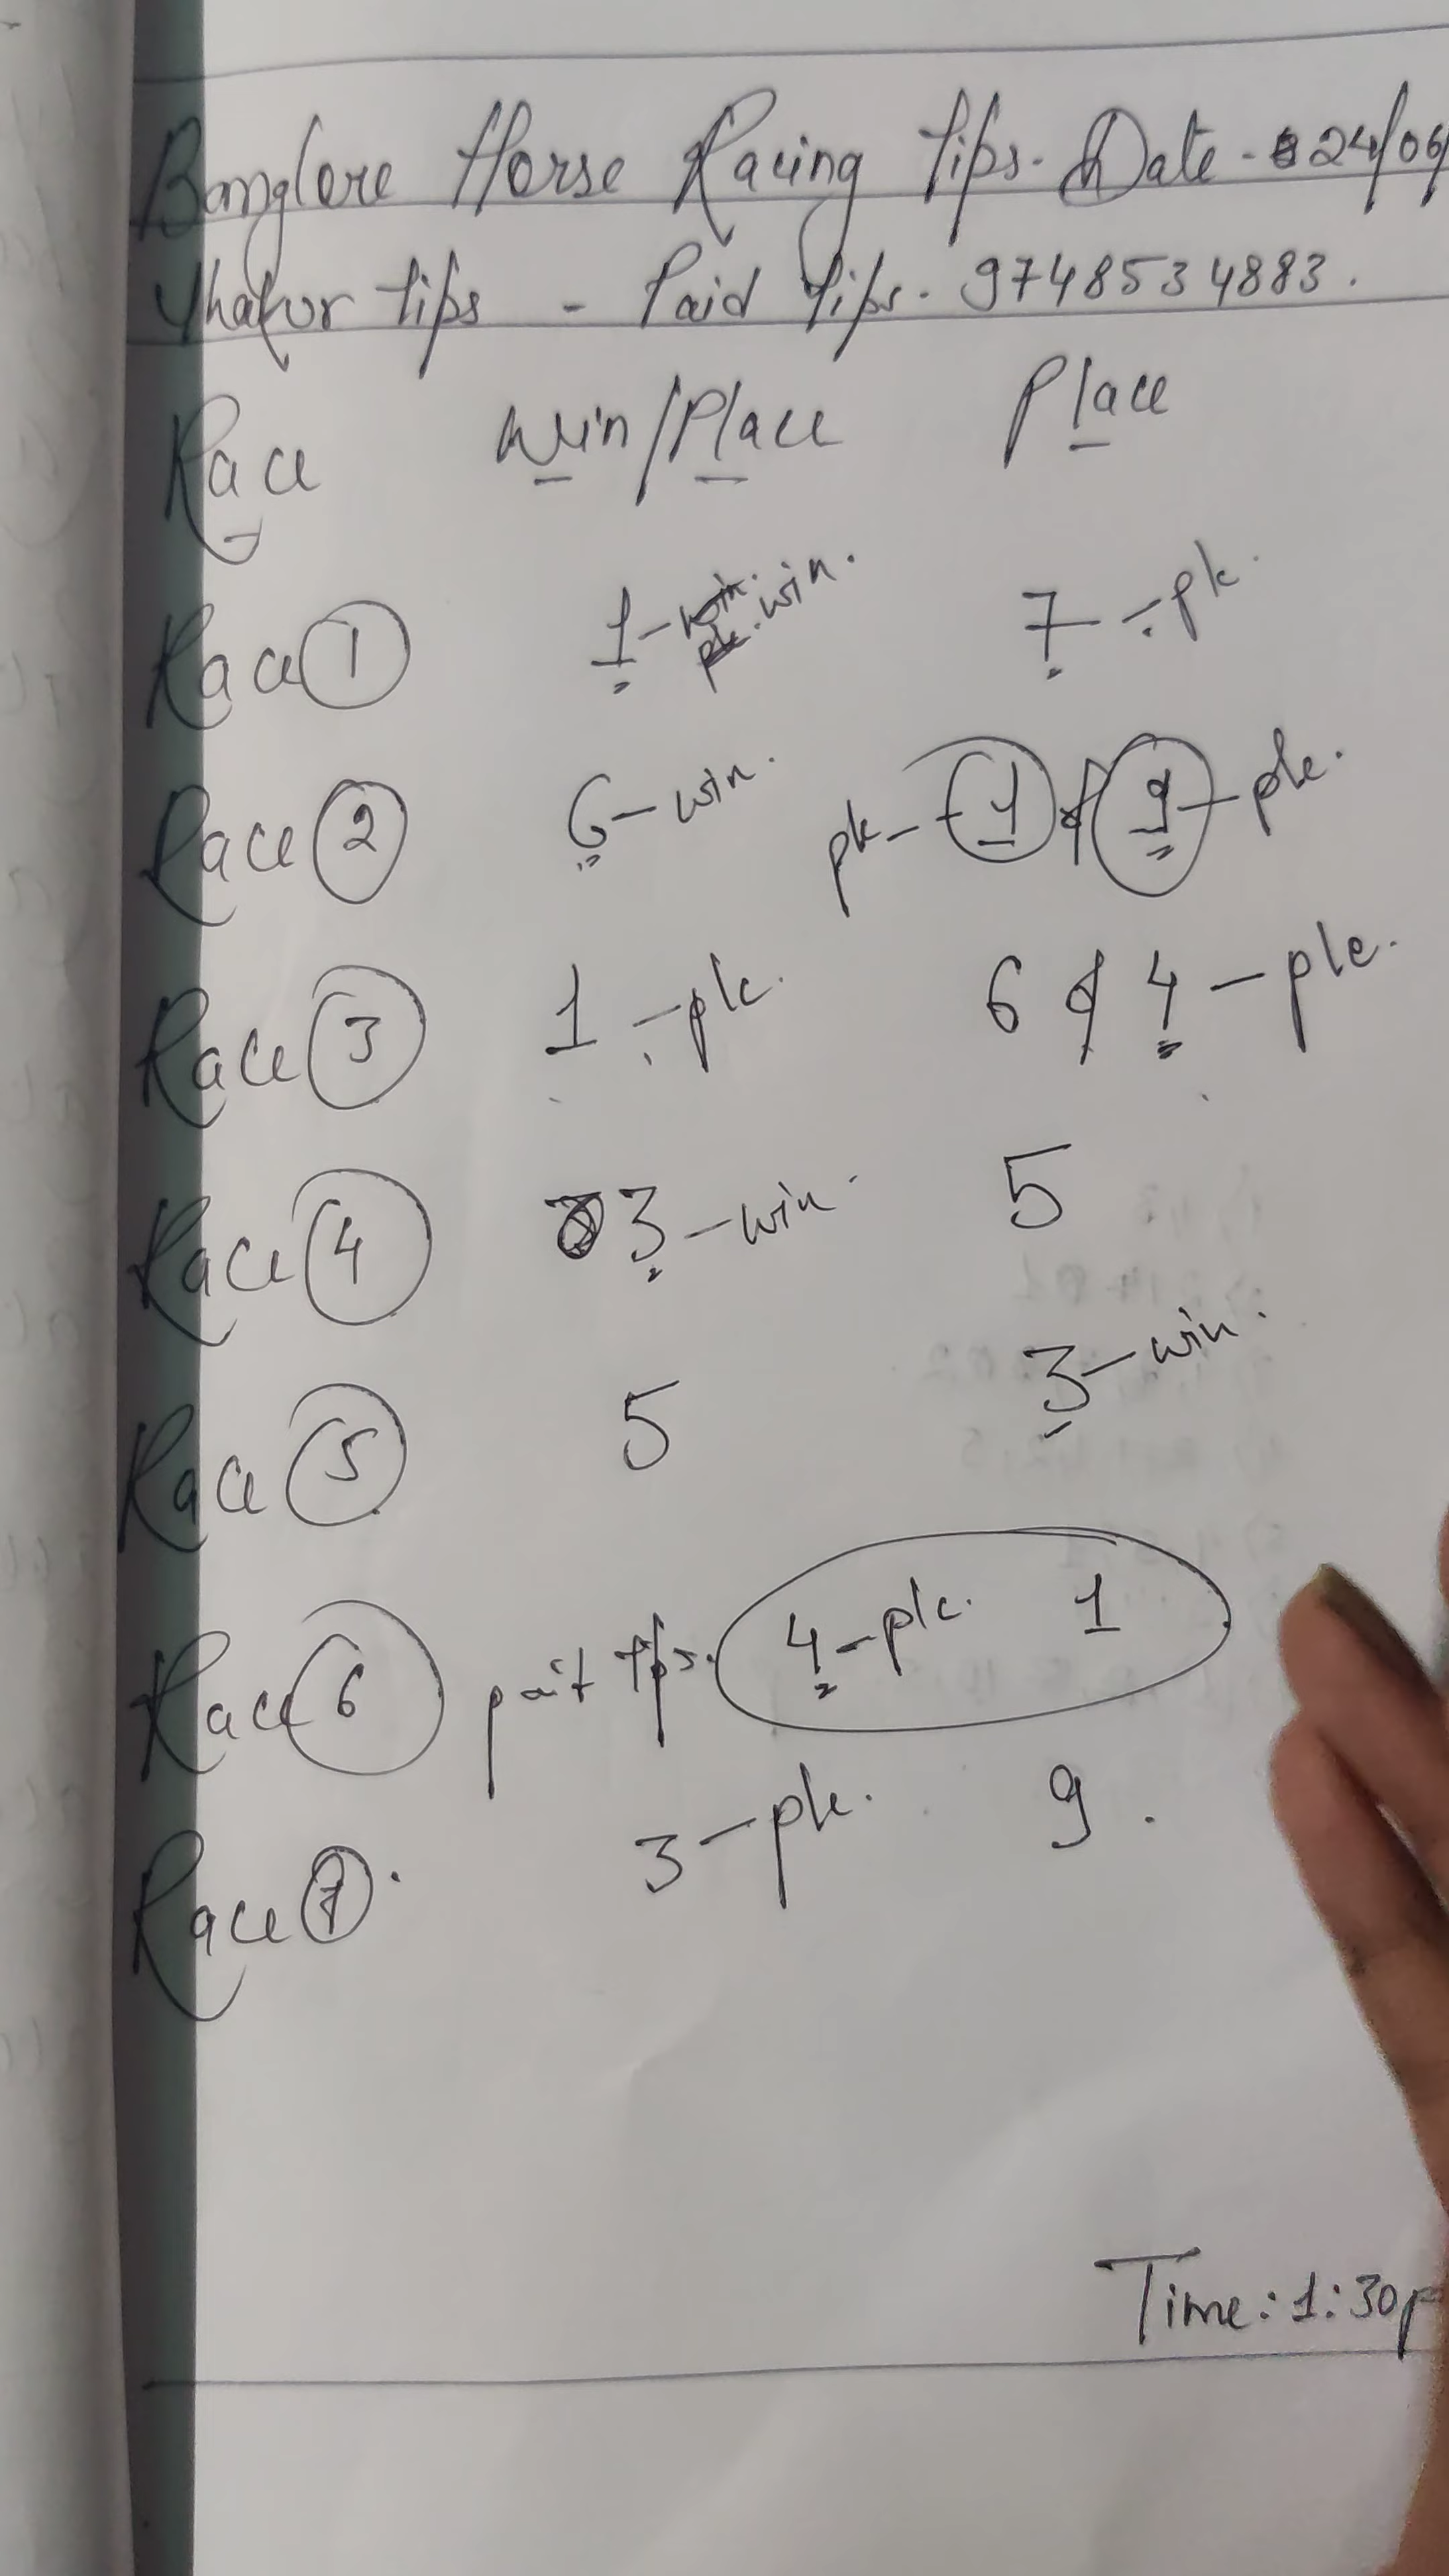 Banglore Horse Racing Tips. Date - 24/06
Thakur tips - Paid Tips. 9748534883.
Race Win/Place Place
Race 1 1 - win. 7 - plc.
Race 2 6 - win. plc - 1 & 9 - plc.
Race 3 1 - plc. 6 & 4 - plc.
Race 4 3 - win. 5
Race 5 5 3 - win.
Race 6 paid tips. 4 - plc. 1
Race 7. 3 - plc. 9.
Time: 1:30p